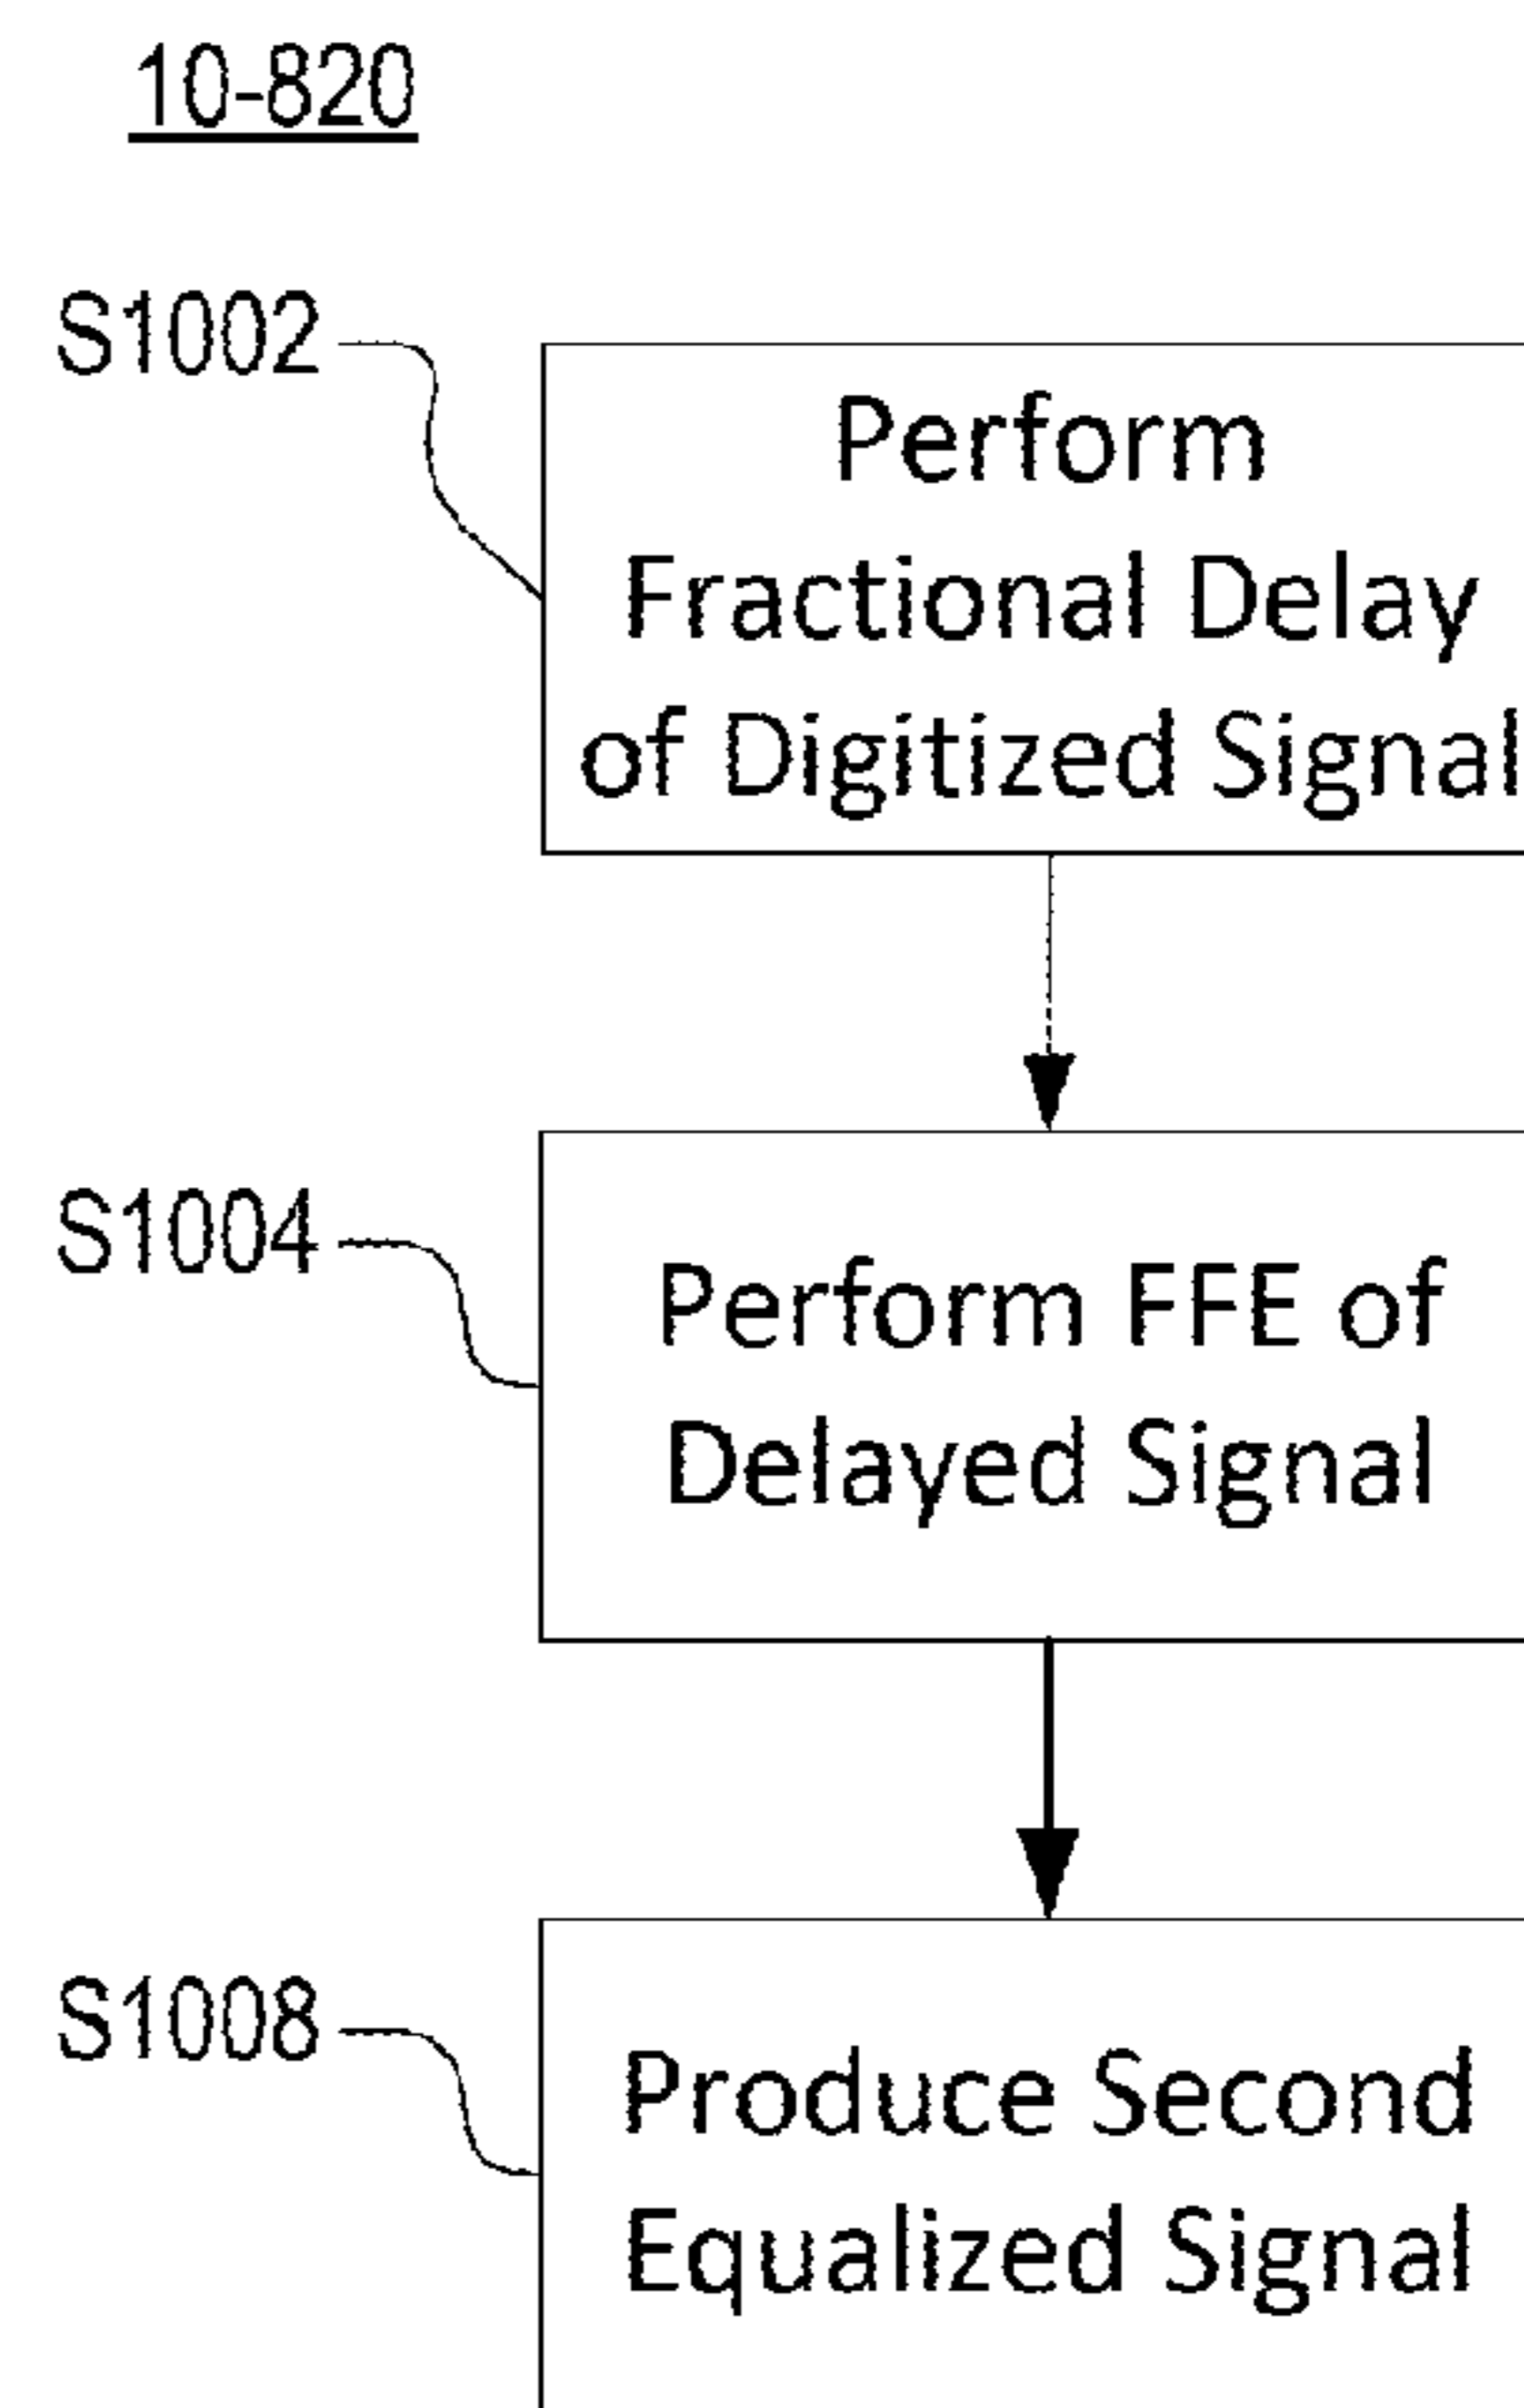 10-820
S1002
Perform
Fractional Delay
of Digitized Signal
S1004
Perform FFE of
Delayed Signal
S1008
Produce Second
Equalized Signal